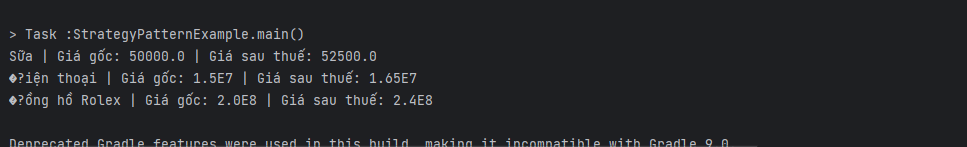 > Task :StrategyPatternExample.main()
Sữa | Giá gốc: 50000.0 | Giá sau thuế: 52500.0
�?iện thoại | Giá gốc: 1.5E7 | Giá sau thuế: 1.65E7
�?ồng hồ Rolex | Giá gốc: 2.0E8 | Giá sau thuế: 2.4E8
Deprecated Gradle features were used in this build, making it incompatible with Gradle 9.0